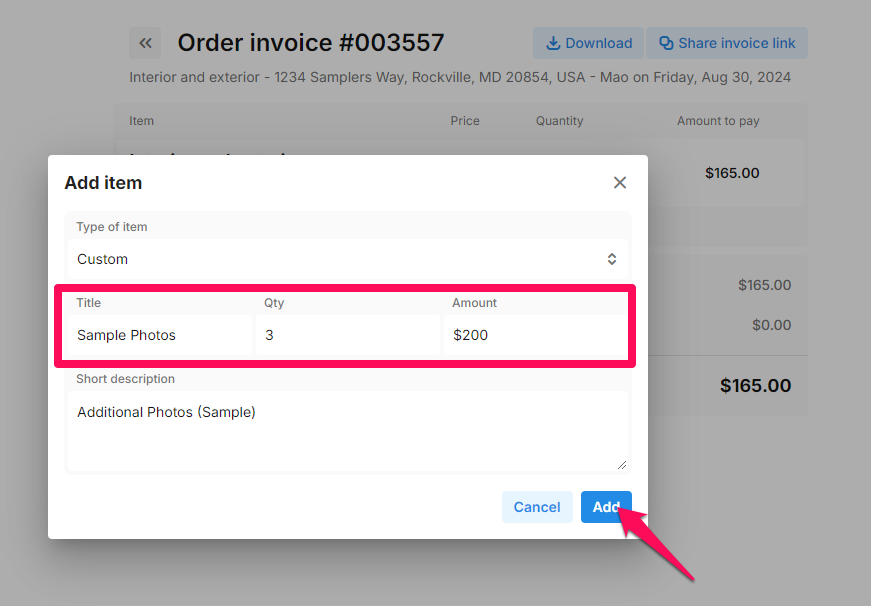 Order invoice #003557
Download
Share invoice link
Interior and exterior - 1234 Samplers Way, Rockville, MD 20854, USA - Mao on Friday, Aug 30, 2024
Item Price Quantity Amount to pay
$165.00
Add item
Type of item
Custom
$165.00
Title Qty Amount
$0.00
Sample Photos 3 $200
Short description
$165.00
Additional Photos (Sample)
Cancel Add